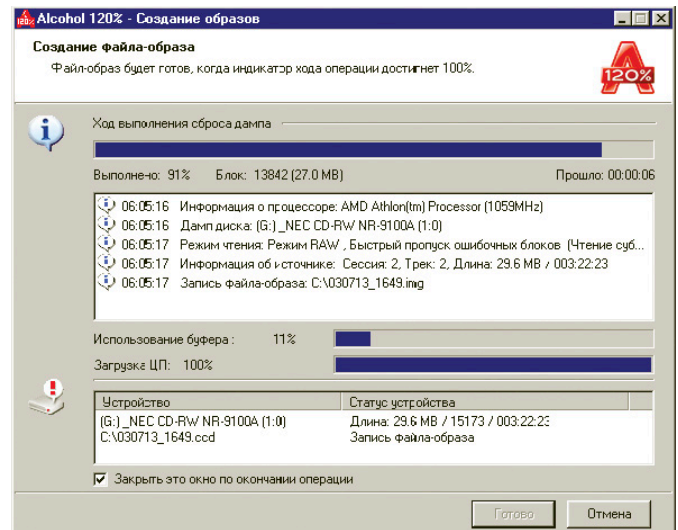 Alcohol 120% - Создание образов
Создание файла-образа
Файл-образ будет готов, когда индикатор хода операции достигнет 100%.
120%
Ход выполнения сброса дампа
Выполнено: 91% Блок: 13842 (27.0 MB) Прошло: 00:00:06
06:05:16 Информация о процессоре: AMD Athlon(tm) Processor (1059MHz)
06:05:16 Дамп диска: (G:) _NEC CD-RW NR-9100A (1:0)
06:05:17 Режим чтения: Режим RAW , Быстрый пропуск ошибочных блоков (Чтение суб...
06:05:17 Информация об источнике: Сессия: 2, Трек: 2, Длина: 29.6 MB / 003:22:23
06:05:17 Запись файла-образа: C:\030713_1649.img
Использование буфера : 11%
Загрузка ЦП: 100%
Устройство Статус устройства
(G:) _NEC CD-RW NR-9100A (1:0) Длина: 29.6 MB / 15173 / 003:22:23
C:\030713_1649.ccd Запись файла-образа
Закрыть это окно по окончании операции
Готово Отмена